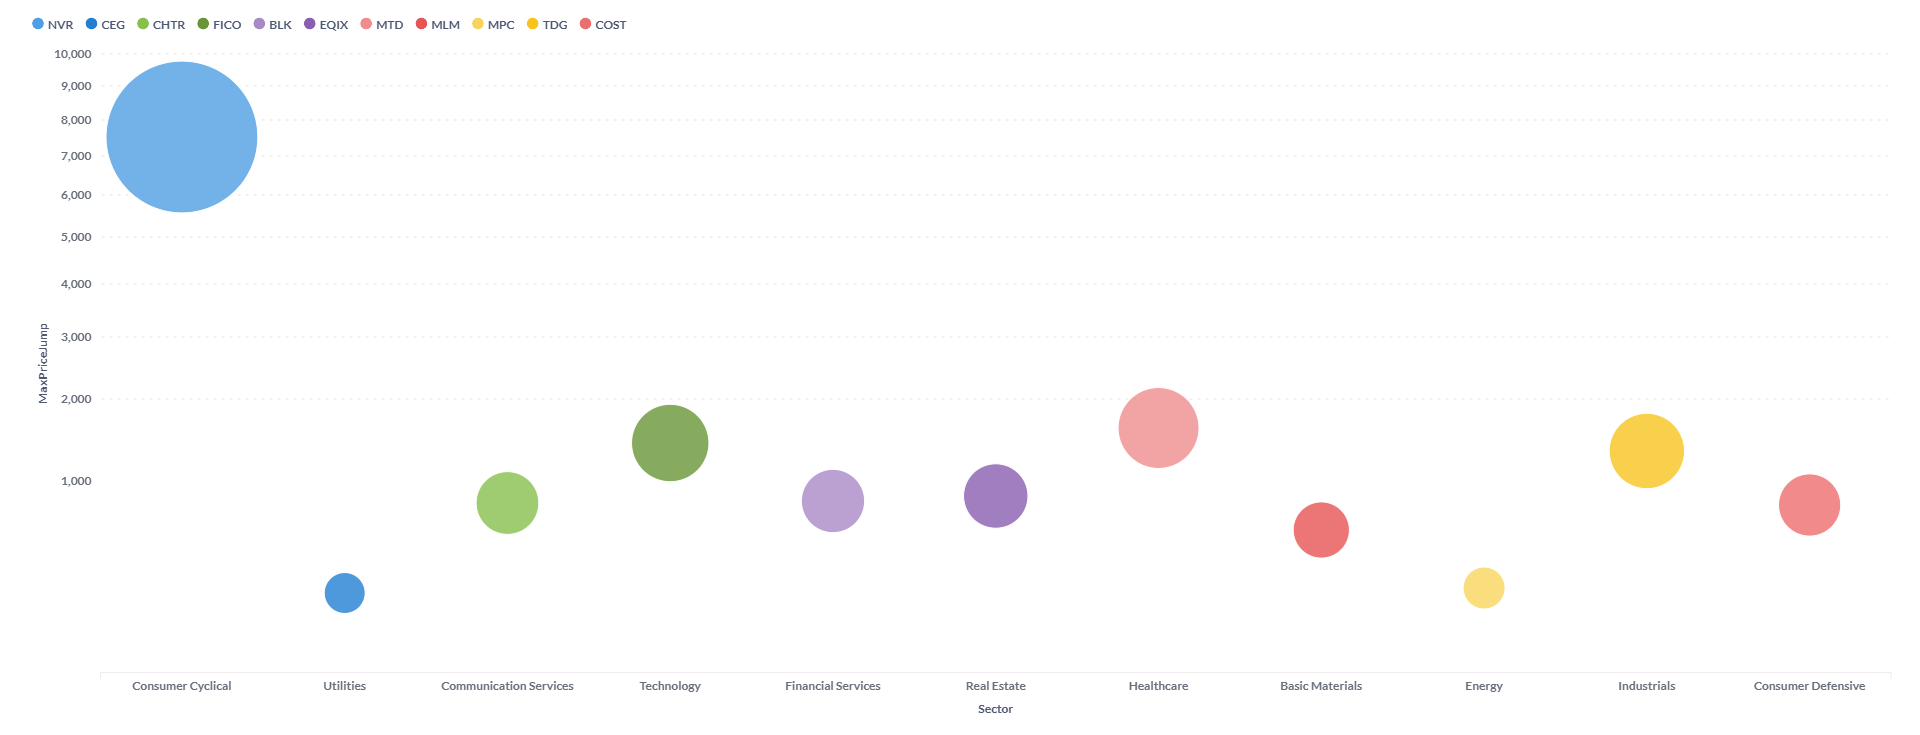 NVR CEG CHTR FICO BLK EQIX MTD MLM MPC TDG COST
10,000
9,000
8,000
7,000
6,000
5,000
4,000
3,000
2,000
1,000
MaxPriceJump
Consumer Cyclical Utilities Communication Services Technology Financial Services Real Estate Healthcare Basic Materials Energy Industrials Consumer Defensive
Sector